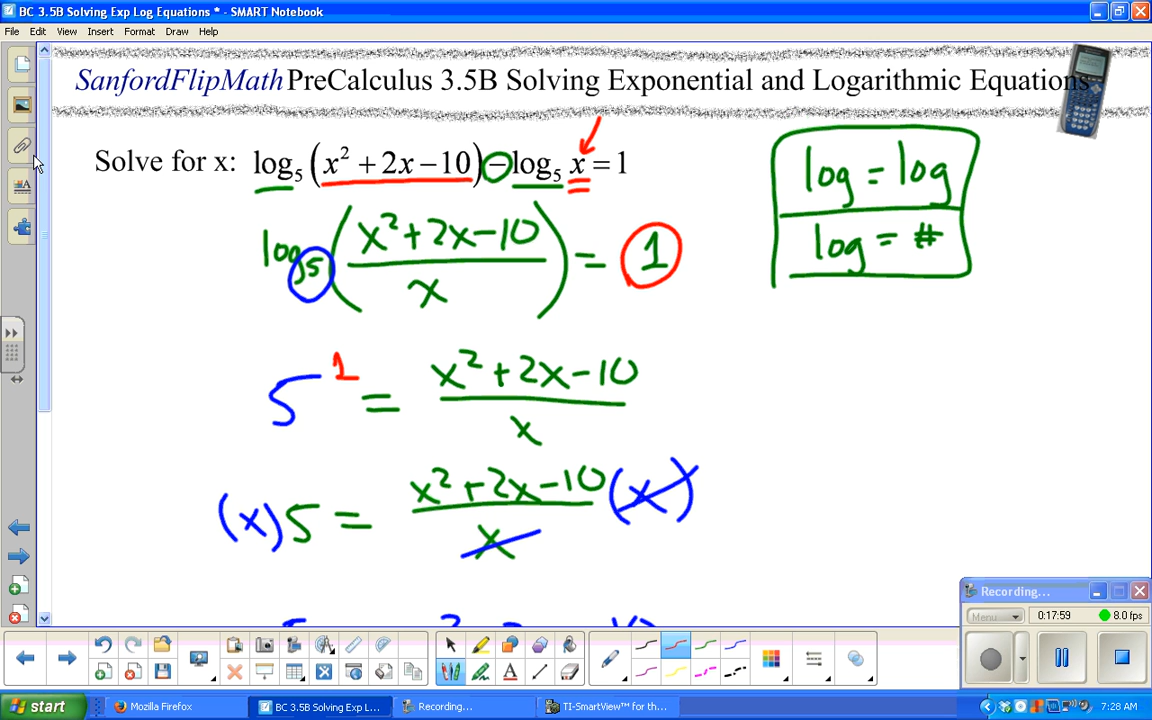 BC 3.5B Solving Exp Log Equations * - SMART Notebook
File Edit View Insert Format Draw Help
SanfordFlipMath PreCalculus 3.5B Solving Exponential and Logarithmic Equations
Solve for x: log₅(x² + 2x − 10) − log₅ x = 1
log = log
log = #
log₅ (x²+2x−10 / x) = 1
5¹ = x²+2x−10 / x
(x) 5 = x²+2x−10 / x (x)
Recording...
Menu 0:17:59 8.0 fps
start Mozilla Firefox BC 3.5B Solving Exp L... Recording... TI-SmartView™ for th... 7:28 AM